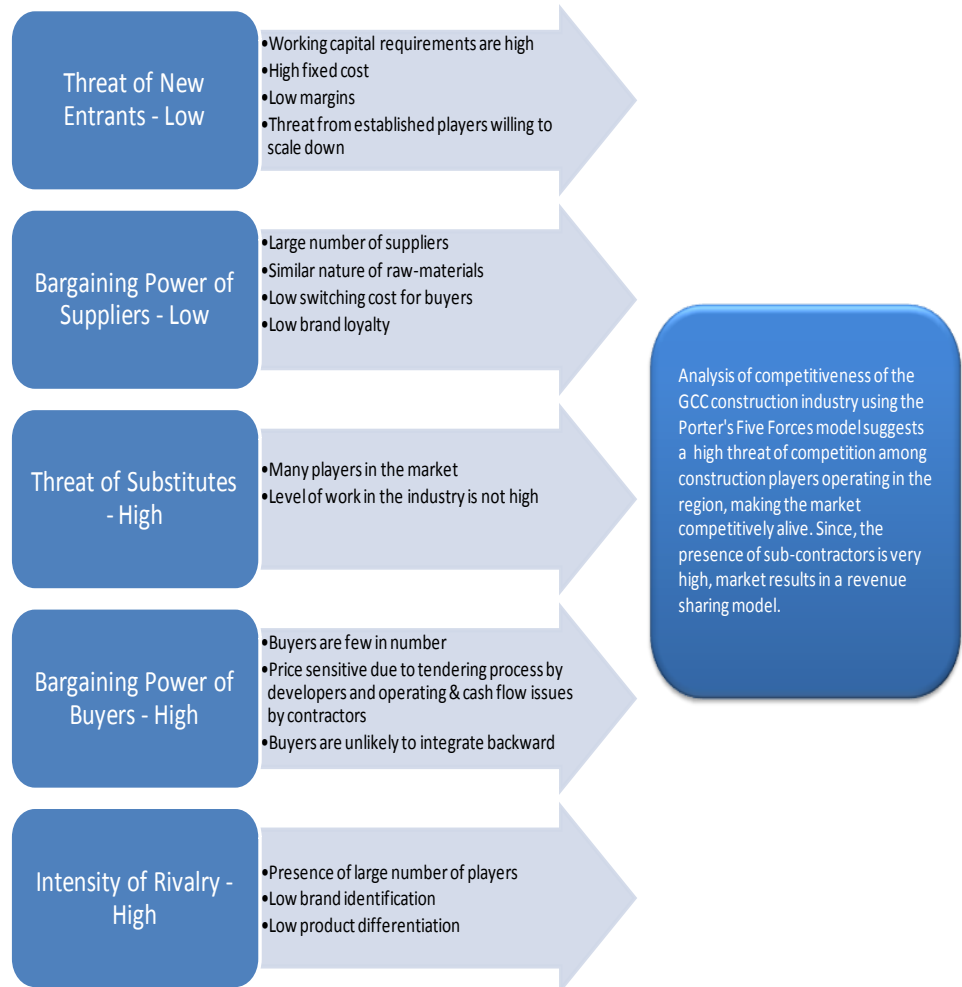 Threat of New
Entrants - Low
•Working capital requirements are high
•High fixed cost
•Low margins
•Threat from established players willing to
scale down
Bargaining Power of
Suppliers - Low
•Large number of suppliers
•Similar nature of raw-materials
•Low switching cost for buyers
•Low brand loyalty
Threat of Substitutes
- High
•Many players in the market
•Level of work in the industry is not high
Bargaining Power of
Buyers - High
•Buyers are few in number
•Price sensitive due to tendering process by
developers and operating & cash flow issues
by contractors
•Buyers are unlikely to integrate backward
Intensity of Rivalry -
High
•Presence of large number of players
•Low brand identification
•Low product differentiation
Analysis of competitiveness of the
GCC construction industry using the
Porter's Five Forces model suggests
a high threat of competition among
construction players operating in the
region, making the market
competitively alive. Since, the
presence of sub-contractors is very
high, market results in a revenue
sharing model.